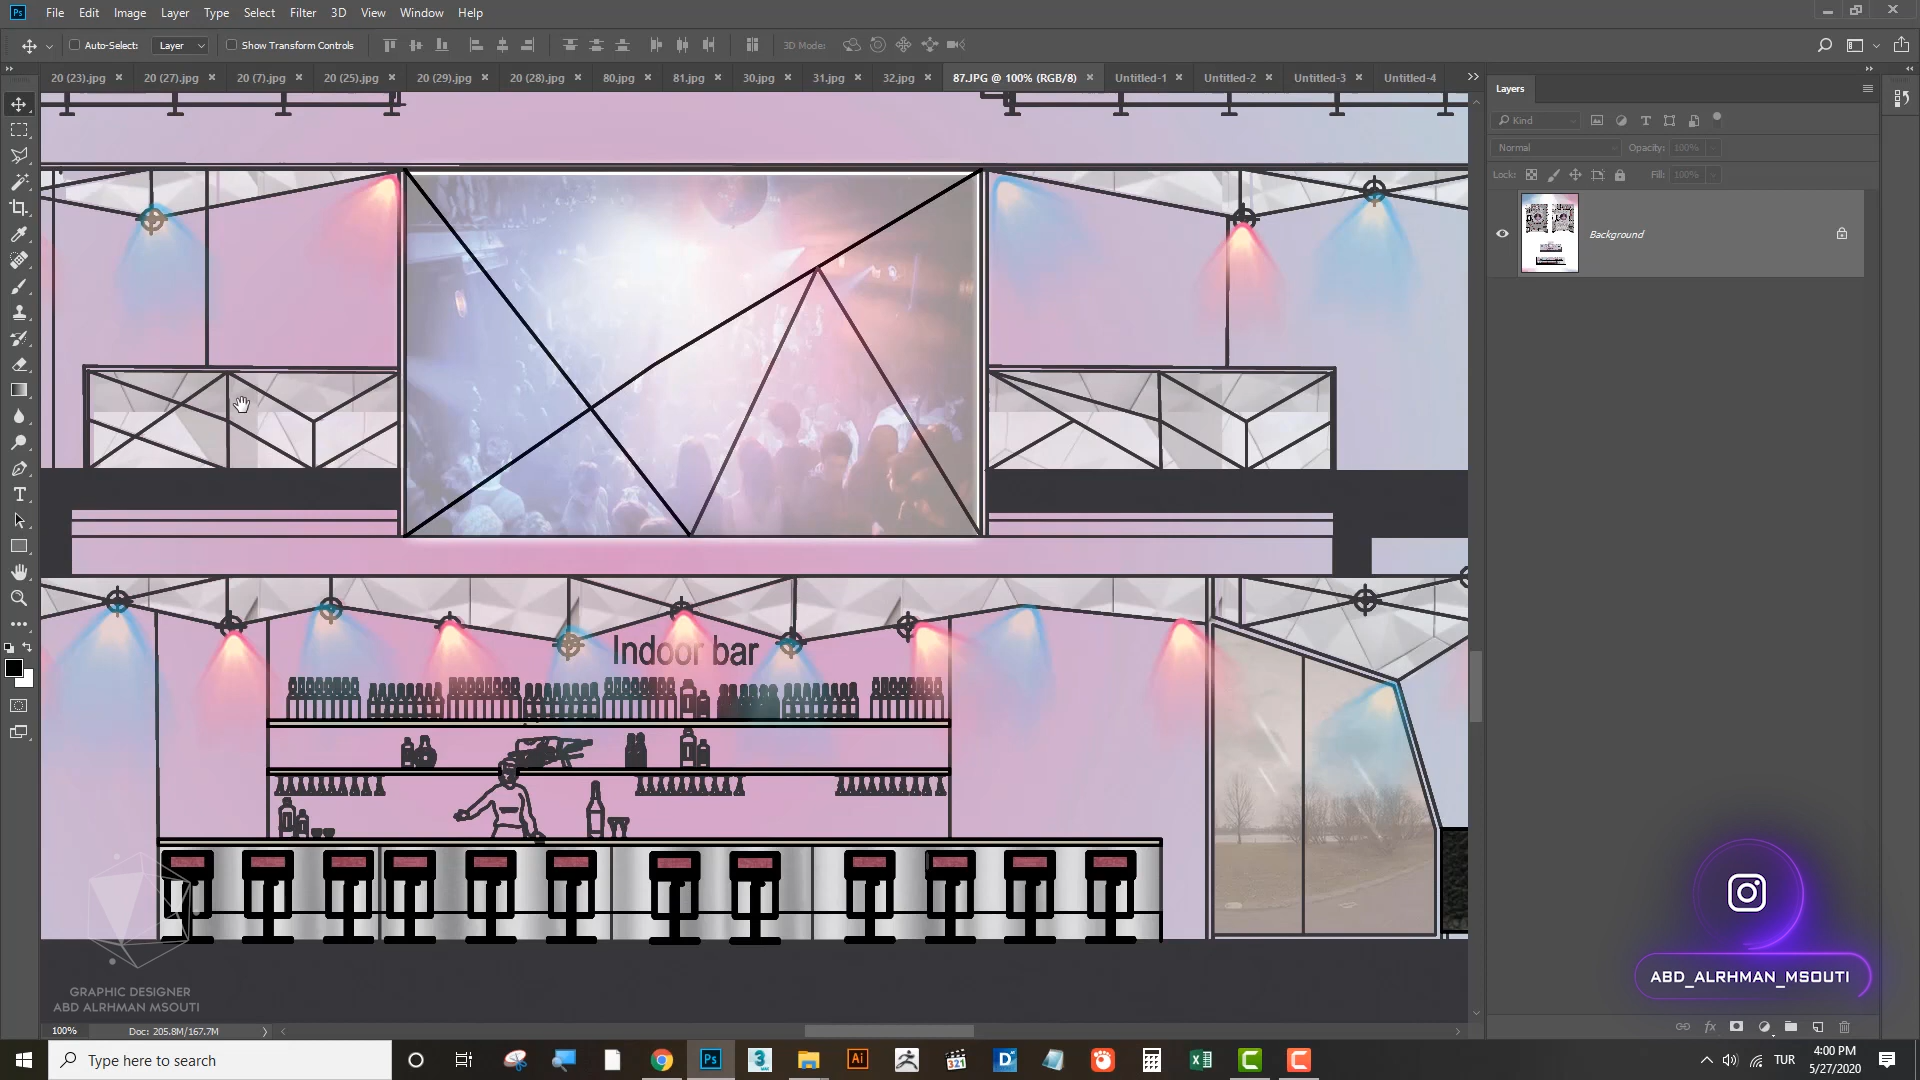 Ps File Edit Image Layer Type Select Filter 3D View Window Help
Auto-Select: Layer Show Transform Controls 3D Mode:
20 (23).jpg 20 (27).jpg 20 (7).jpg 20 (25).jpg 20 (29).jpg 20 (28).jpg 80.jpg 81.jpg 30.jpg 31.jpg 32.jpg 87.JPG @ 100% (RGB/8) Untitled-1 Untitled-2 Untitled-3 Untitled-4
Layers
Kind
Normal Opacity: 100%
Lock: Fill: 100%
Background
Indoor bar
GRAPHIC DESIGNER
ABD ALRHMAN MSOUTI
ABD_ALRHMAN_MSOUTI
100% Doc: 205.8M/167.7M
Type here to search
TUR
4:00 PM
5/27/2020